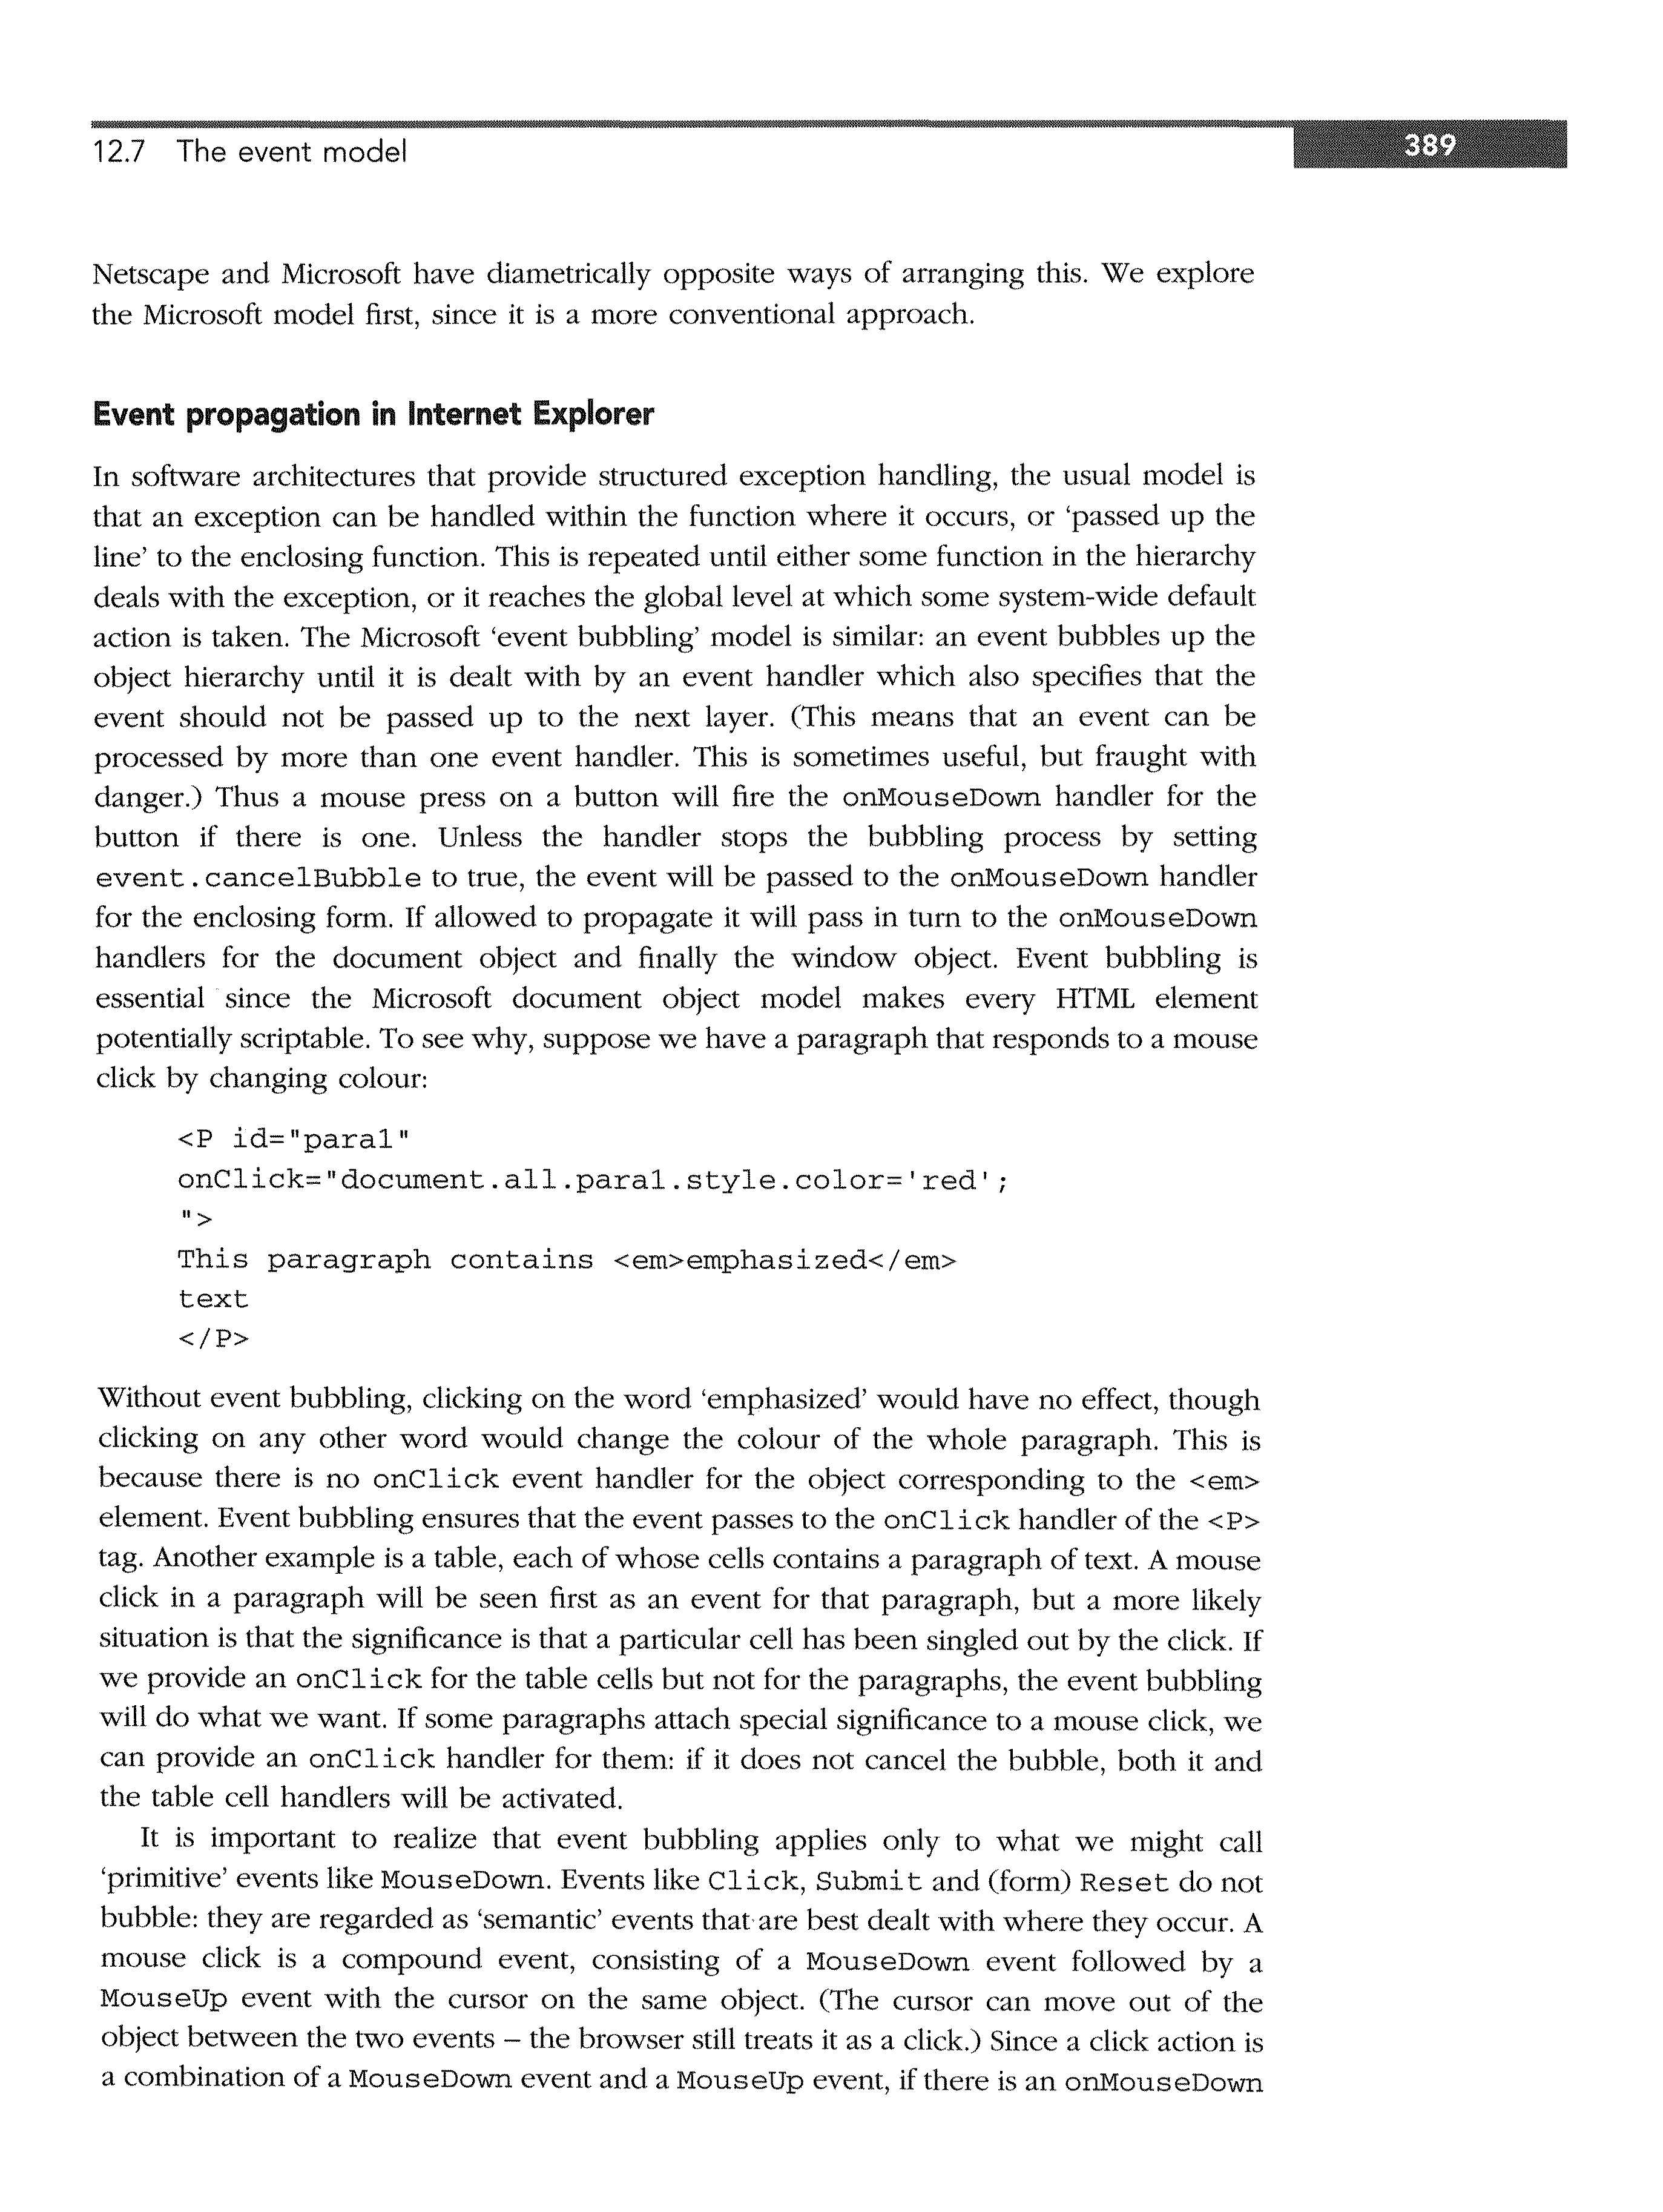 12.7 The event model
389
Netscape and Microsoft have diametrically opposite ways of arranging this. We explore
the Microsoft model first, since it is a more conventional approach.
Event propagation in Internet Explorer
In software architectures that provide structured exception handling, the usual model is
that an exception can be handled within the function where it occurs, or ‘passed up the
line’ to the enclosing function. This is repeated until either some function in the hierarchy
deals with the exception, or it reaches the global level at which some system-wide default
action is taken. The Microsoft ‘event bubbling’ model is similar: an event bubbles up the
object hierarchy until it is dealt with by an event handler which also specifies that the
event should not be passed up to the next layer. (This means that an event can be
processed by more than one event handler. This is sometimes useful, but fraught with
danger.) Thus a mouse press on a button will fire the onMouseDown handler for the
button if there is one. Unless the handler stops the bubbling process by setting
event.cancelBubble to true, the event will be passed to the onMouseDown handler
for the enclosing form. If allowed to propagate it will pass in turn to the onMouseDown
handlers for the document object and finally the window object. Event bubbling is
essential since the Microsoft document object model makes every HTML element
potentially scriptable. To see why, suppose we have a paragraph that responds to a mouse
click by changing colour:
<P id="para1"
onClick="document.all.para1.style.color='red';
">
This paragraph contains <em>emphasized</em>
text
</P>
Without event bubbling, clicking on the word ‘emphasized’ would have no effect, though
clicking on any other word would change the colour of the whole paragraph. This is
because there is no onClick event handler for the object corresponding to the <em>
element. Event bubbling ensures that the event passes to the onClick handler of the <P>
tag. Another example is a table, each of whose cells contains a paragraph of text. A mouse
click in a paragraph will be seen first as an event for that paragraph, but a more likely
situation is that the significance is that a particular cell has been singled out by the click. If
we provide an onClick for the table cells but not for the paragraphs, the event bubbling
will do what we want. If some paragraphs attach special significance to a mouse click, we
can provide an onClick handler for them: if it does not cancel the bubble, both it and
the table cell handlers will be activated.
It is important to realize that event bubbling applies only to what we might call
‘primitive’ events like MouseDown. Events like Click, Submit and (form) Reset do not
bubble: they are regarded as ‘semantic’ events that are best dealt with where they occur. A
mouse click is a compound event, consisting of a MouseDown event followed by a
MouseUp event with the cursor on the same object. (The cursor can move out of the
object between the two events – the browser still treats it as a click.) Since a click action is
a combination of a MouseDown event and a MouseUp event, if there is an onMouseDown